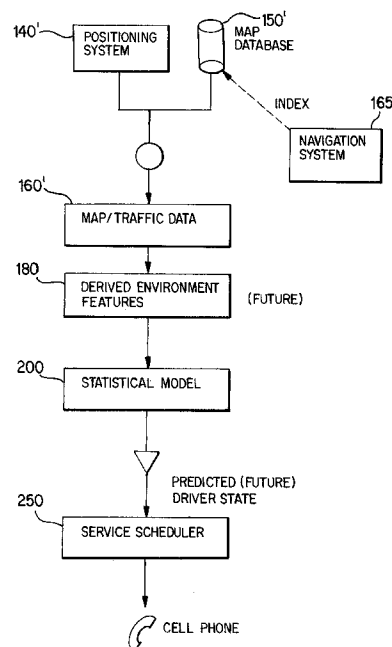 140'
POSITIONING
SYSTEM
150'
MAP
DATABASE
INDEX
165
NAVIGATION
SYSTEM
160'
MAP/TRAFFIC DATA
180
DERIVED ENVIRONMENT
FEATURES
(FUTURE)
200
STATISTICAL MODEL
PREDICTED (FUTURE)
DRIVER STATE
250
SERVICE SCHEDULER
CELL PHONE